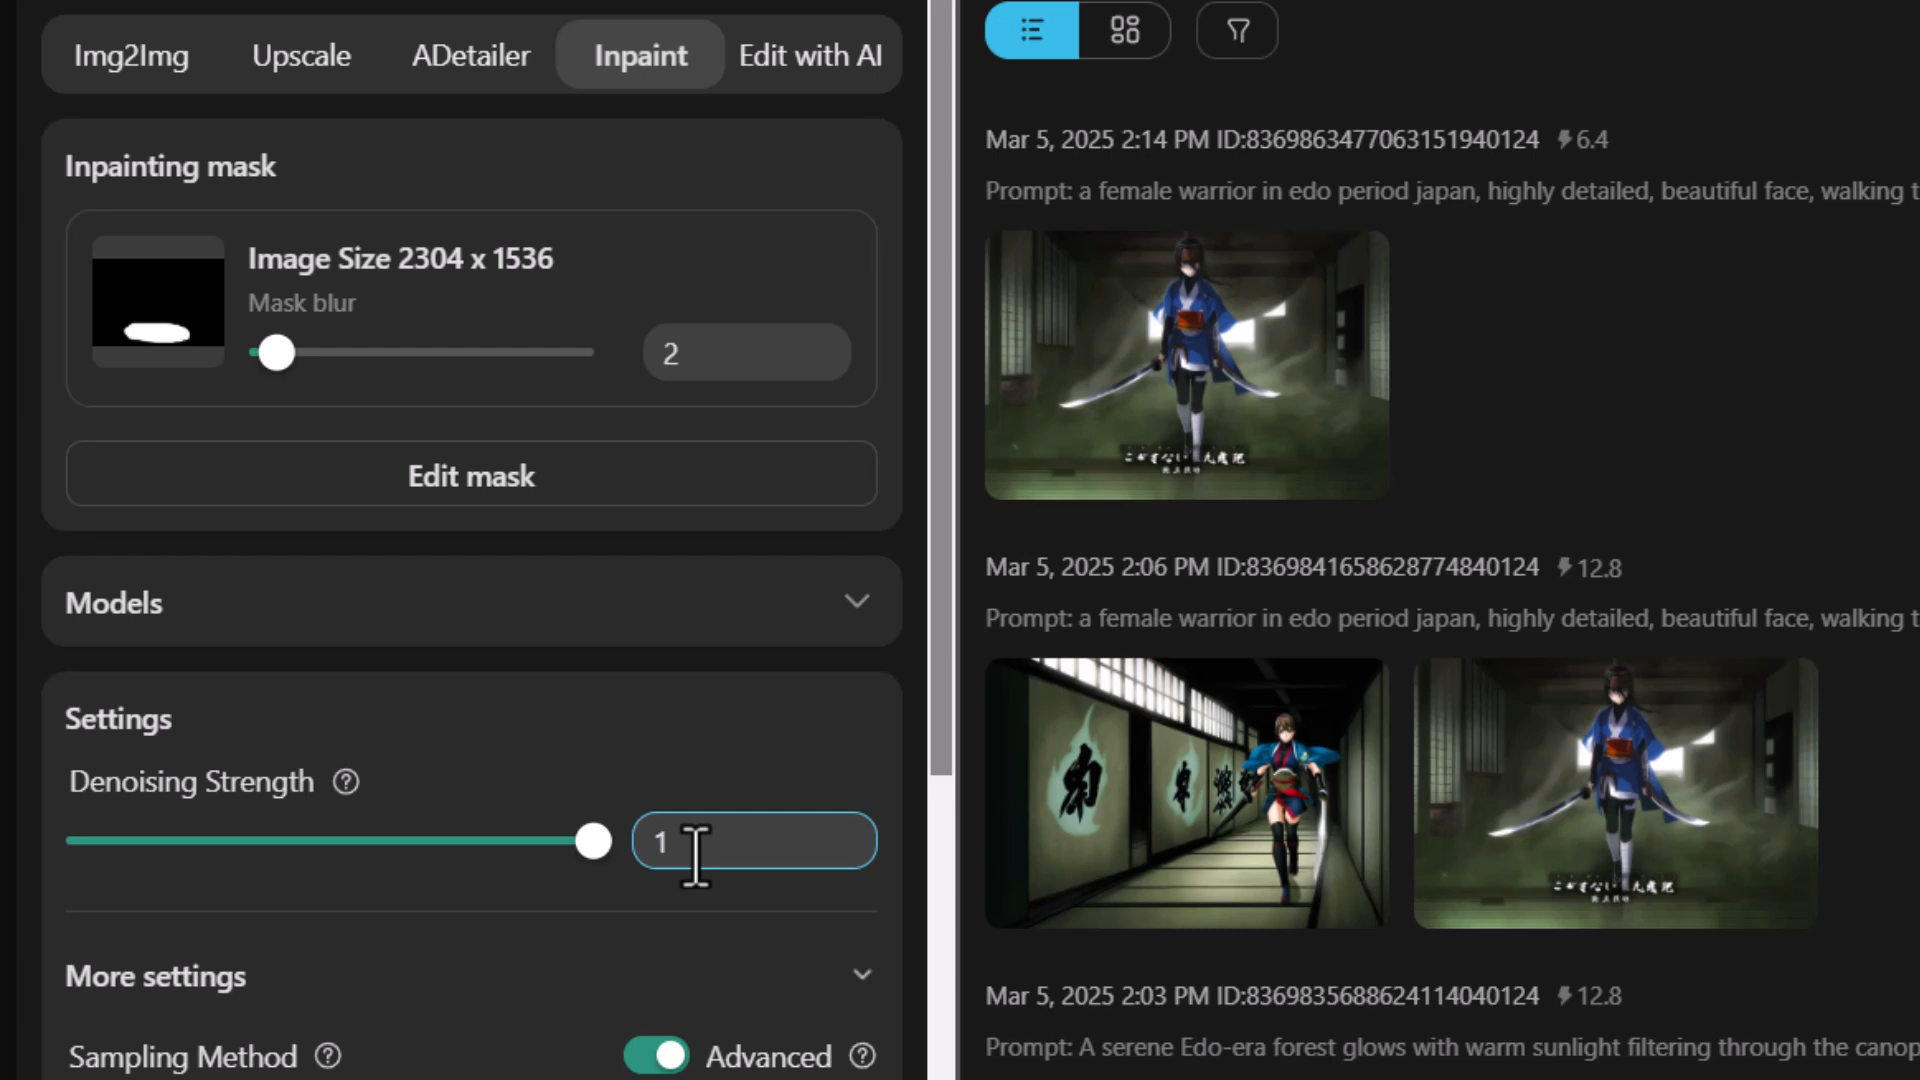 Img2Img Upscale ADetailer Inpaint Edit with AI
Inpainting mask
Image Size 2304 x 1536
Mask blur
2
Edit mask
Models
Settings
Denoising Strength
1
More settings
Sampling Method Advanced
Mar 5, 2025 2:14 PM ID:836986347706315194​0124 6.4
Prompt: a female warrior in edo period japan, highly detailed, beautiful face, walking t
Mar 5, 2025 2:06 PM ID:836984165862877484​0124 12.8
Prompt: a female warrior in edo period japan, highly detailed, beautiful face, walking t
Mar 5, 2025 2:03 PM ID:836983568862411404​0124 12.8
Prompt: A serene Edo-era forest glows with warm sunlight filtering through the canop